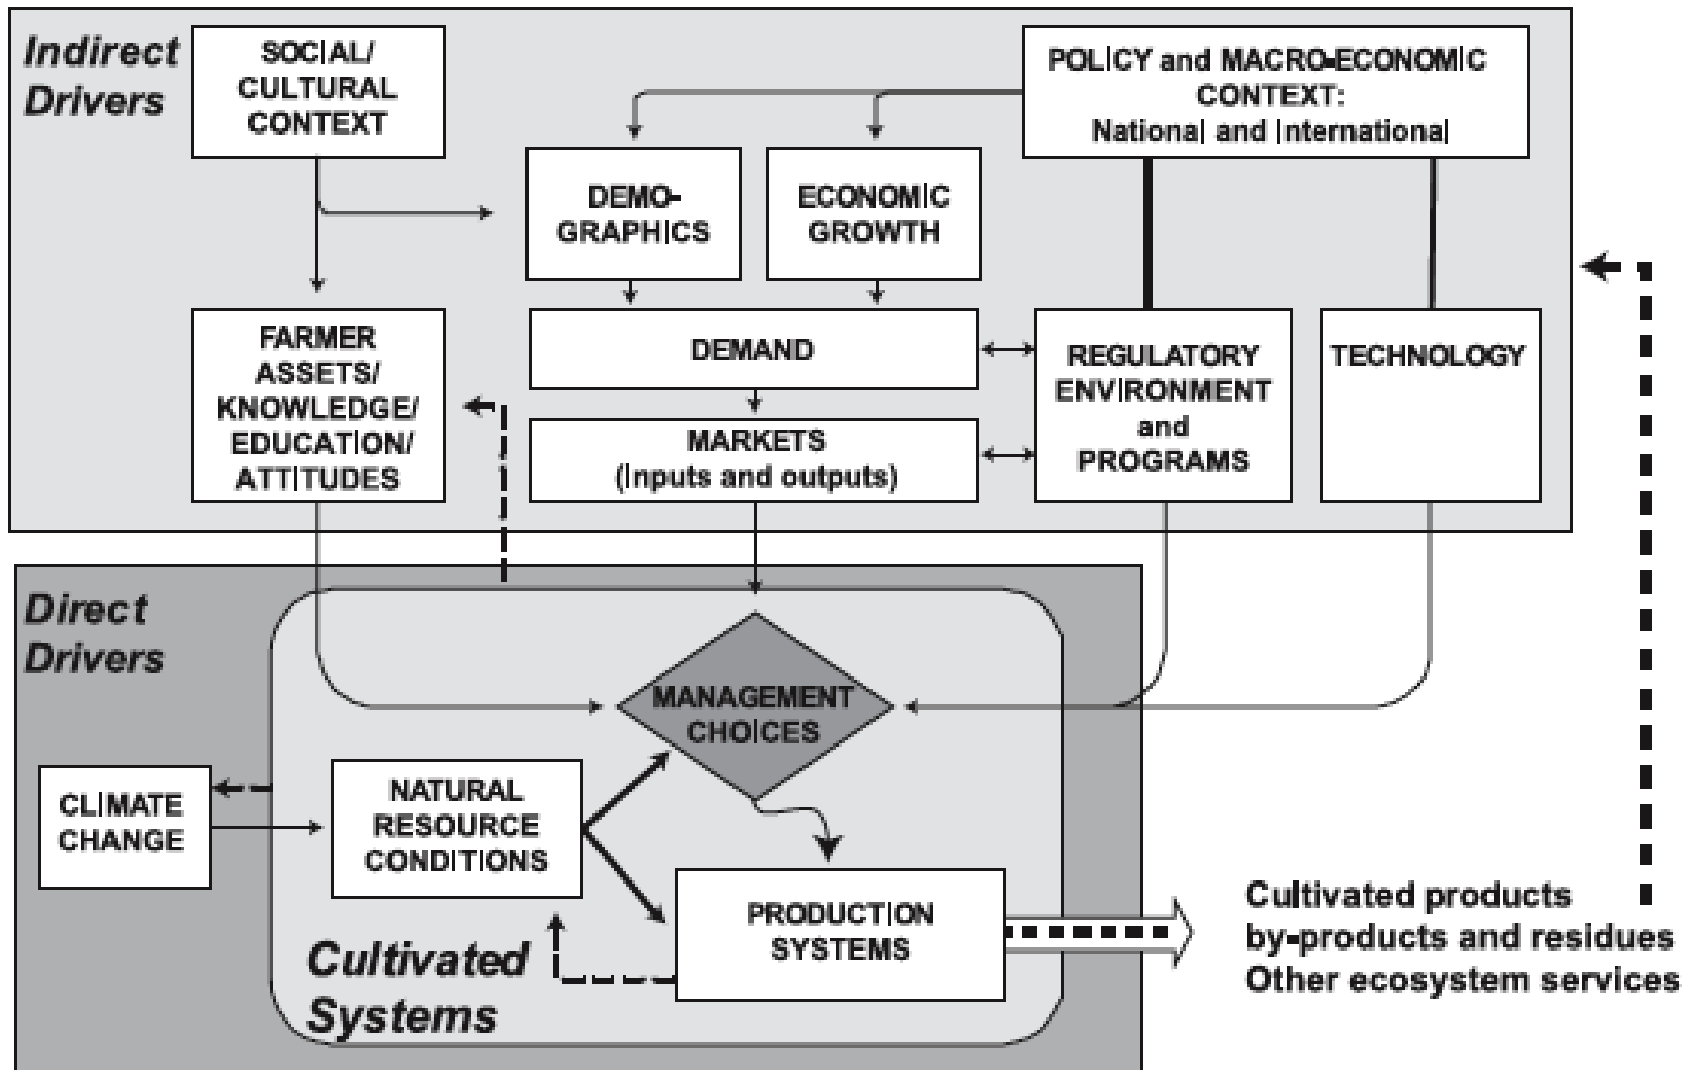 Indirect
Drivers
SOCIAL/
CULTURAL
CONTEXT
POLICY and MACRO-ECONOMIC
CONTEXT:
National and International
DEMO-
GRAPHICS
ECONOMIC
GROWTH
FARMER
ASSETS/
KNOWLEDGE/
EDUCATION/
ATTITUDES
DEMAND
MARKETS
(inputs and outputs)
REGULATORY
ENVIRONMENT
and
PROGRAMS
TECHNOLOGY
Direct
Drivers
MANAGEMENT
CHOICES
CLIMATE
CHANGE
NATURAL
RESOURCE
CONDITIONS
PRODUCTION
SYSTEMS
Cultivated
Systems
Cultivated products
by-products and residues
Other ecosystem services